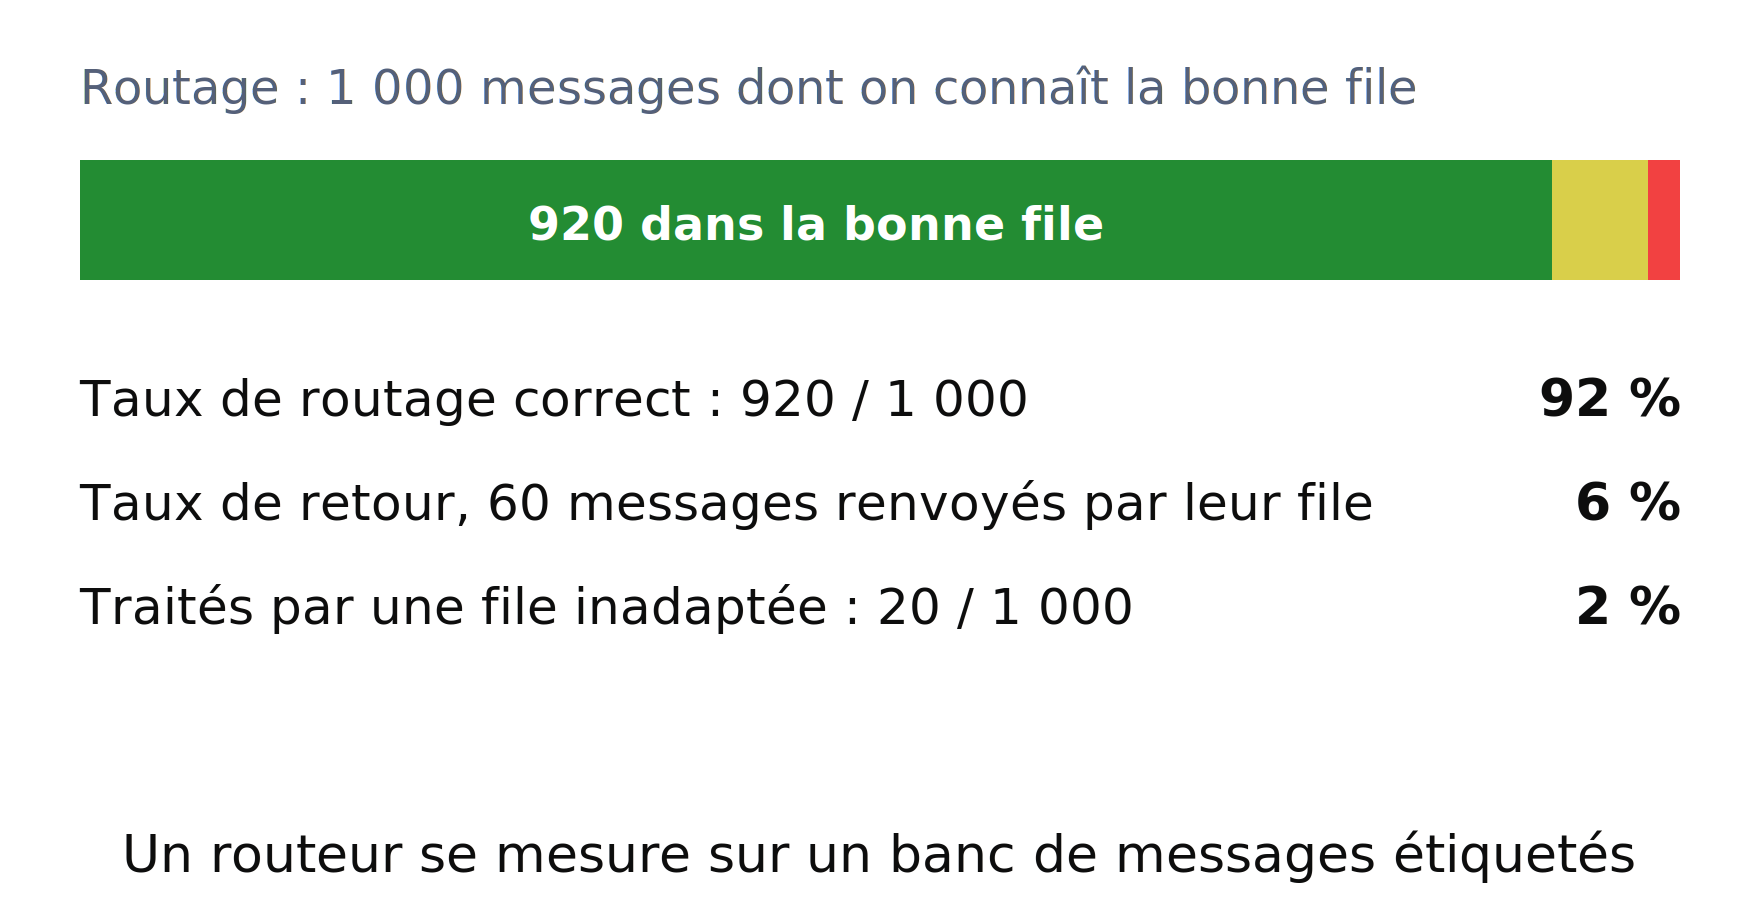 Routage : 1 000 messages dont on connaît la bonne file
920 dans la bonne file
Taux de routage correct : 920 / 1 000 92 %
Taux de retour, 60 messages renvoyés par leur file 6 %
Traités par une file inadaptée : 20 / 1 000 2 %
Un routeur se mesure sur un banc de messages étiquetés